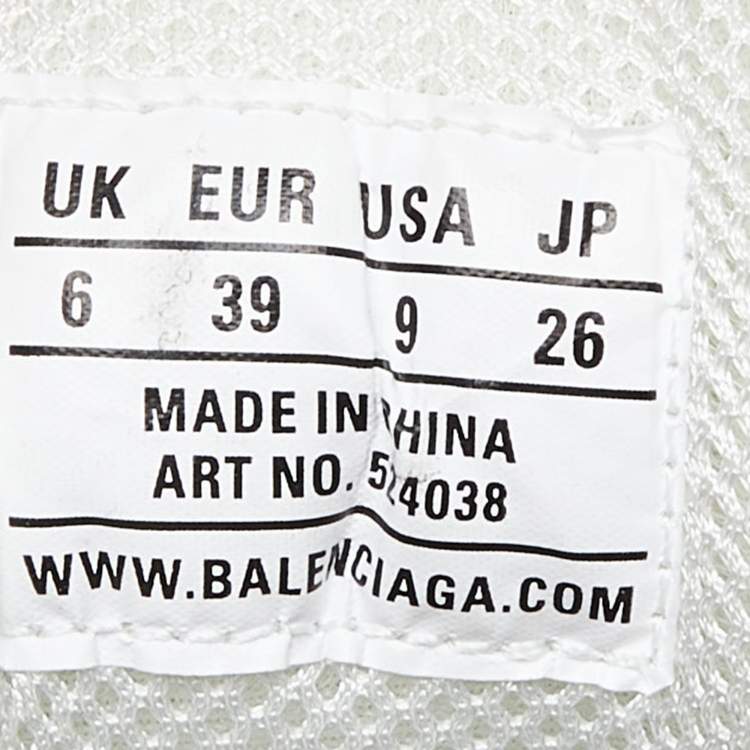 UK EUR USA JP
6 39 9 26
MADE IN CHINA
ART NO. 524038
WWW.BALENCIAGA.COM